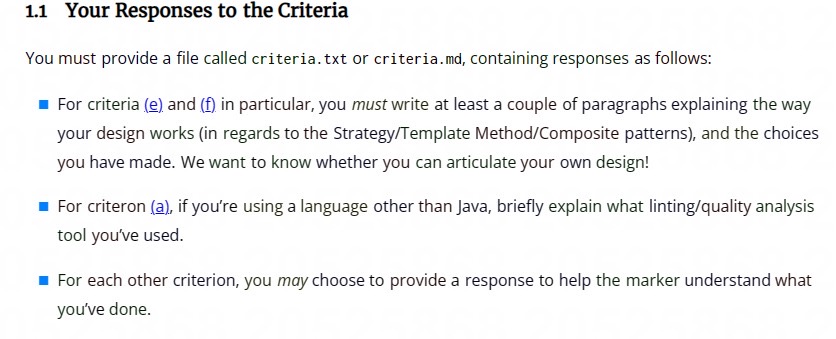 1.1 Your Responses to the Criteria
You must provide a file called criteria.txt or criteria.md, containing responses as follows:
For criteria (e) and (f) in particular, you must write at least a couple of paragraphs explaining the way
your design works (in regards to the Strategy/Template Method/Composite patterns), and the choices
you have made. We want to know whether you can articulate your own design!
For criteron (a), if you're using a language other than Java, briefly explain what linting/quality analysis
tool you've used.
For each other criterion, you may choose to provide a response to help the marker understand what
you've done.